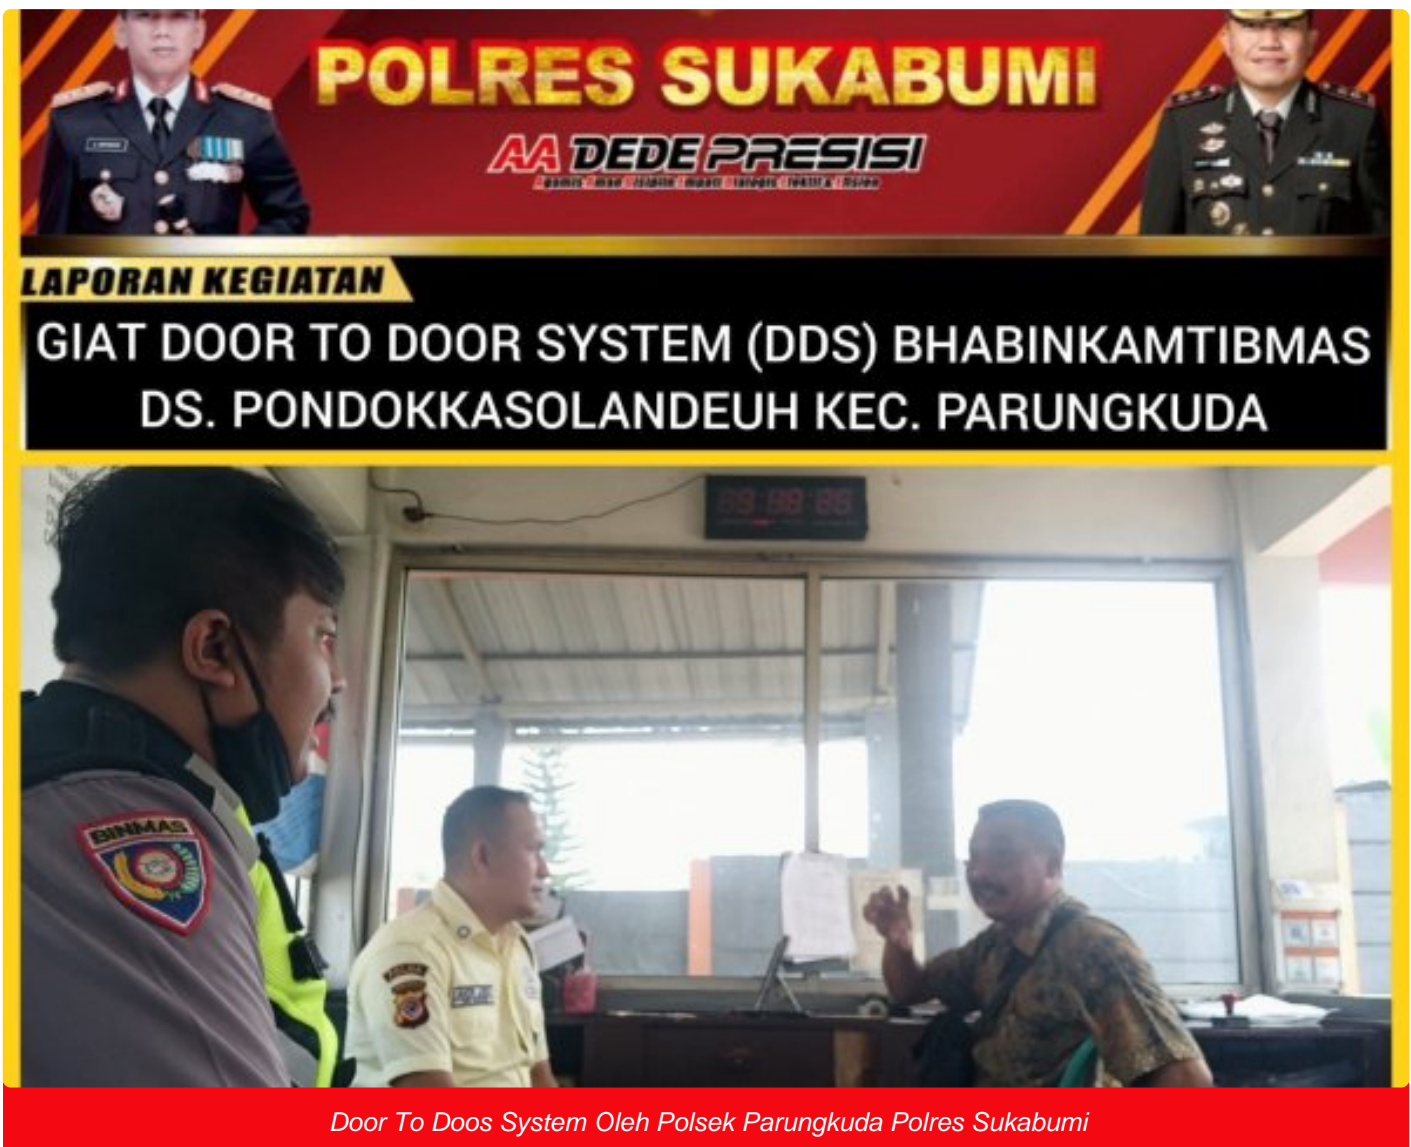 POLRES SUKABUMI
AA DEDE PRESISI
LAPORAN KEGIATAN
GIAT DOOR TO DOOR SYSTEM (DDS) BHABINKAMTIBMAS
DS. PONDOKKASOLANDEUH KEC. PARUNGKUDA
BINMAS
Door To Doos System Oleh Polsek Parungkuda Polres Sukabumi